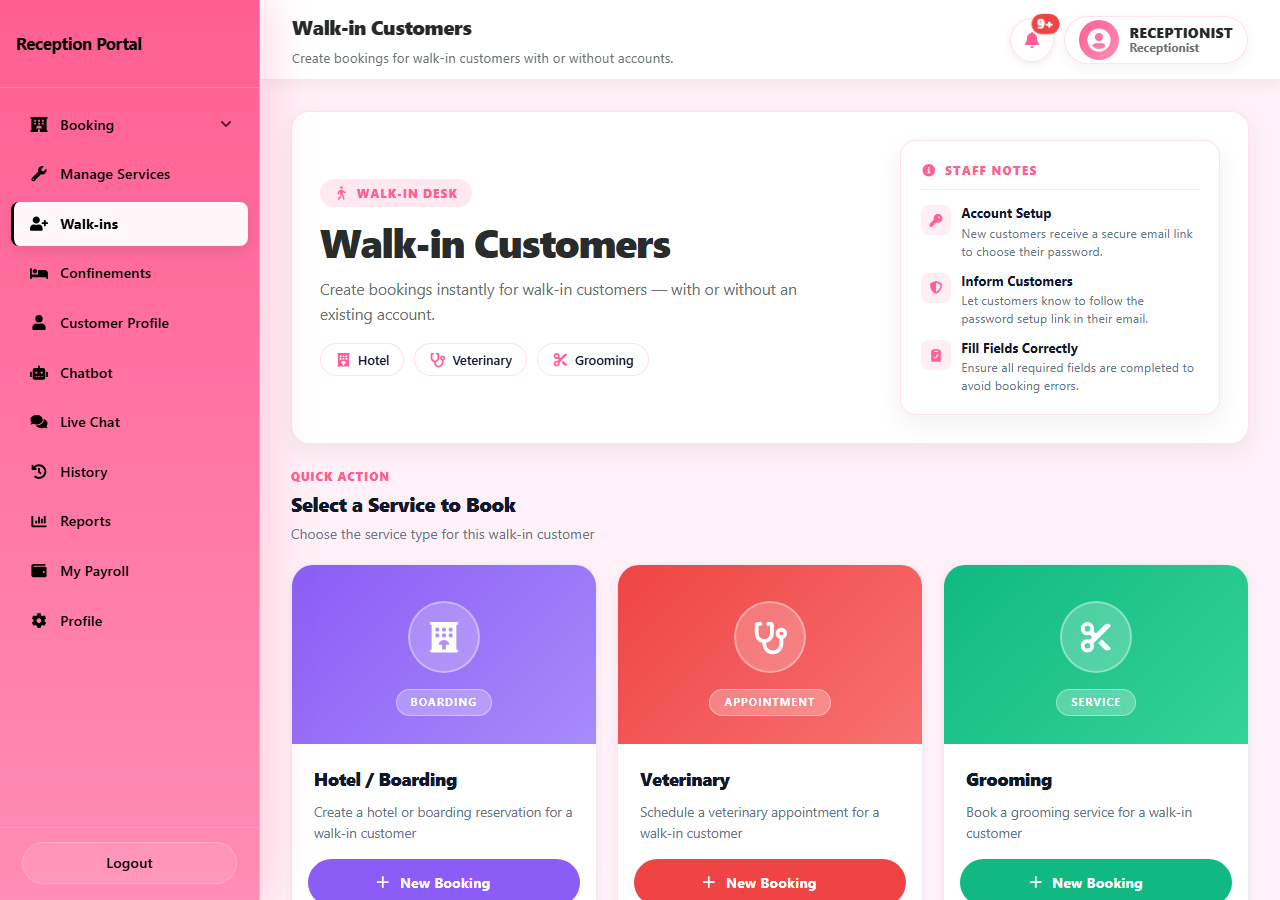 Reception Portal
Booking
Manage Services
Walk-ins
Confinements
Customer Profile
Chatbot
Live Chat
History
Reports
My Payroll
Profile
Logout
Walk-in Customers
Create bookings for walk-in customers with or without accounts.
9+
RECEPTIONIST
Receptionist
WALK-IN DESK
Walk-in Customers
Create bookings instantly for walk-in customers — with or without an
existing account.
Hotel
Veterinary
Grooming
STAFF NOTES
Account Setup
New customers receive a secure email link
to choose their password.
Inform Customers
Let customers know to follow the
password setup link in their email.
Fill Fields Correctly
Ensure all required fields are completed to
avoid booking errors.
QUICK ACTION
Select a Service to Book
Choose the service type for this walk-in customer
BOARDING
Hotel / Boarding
Create a hotel or boarding reservation for a
walk-in customer
New Booking
APPOINTMENT
Veterinary
Schedule a veterinary appointment for a
walk-in customer
New Booking
SERVICE
Grooming
Book a grooming service for a walk-in
customer
New Booking